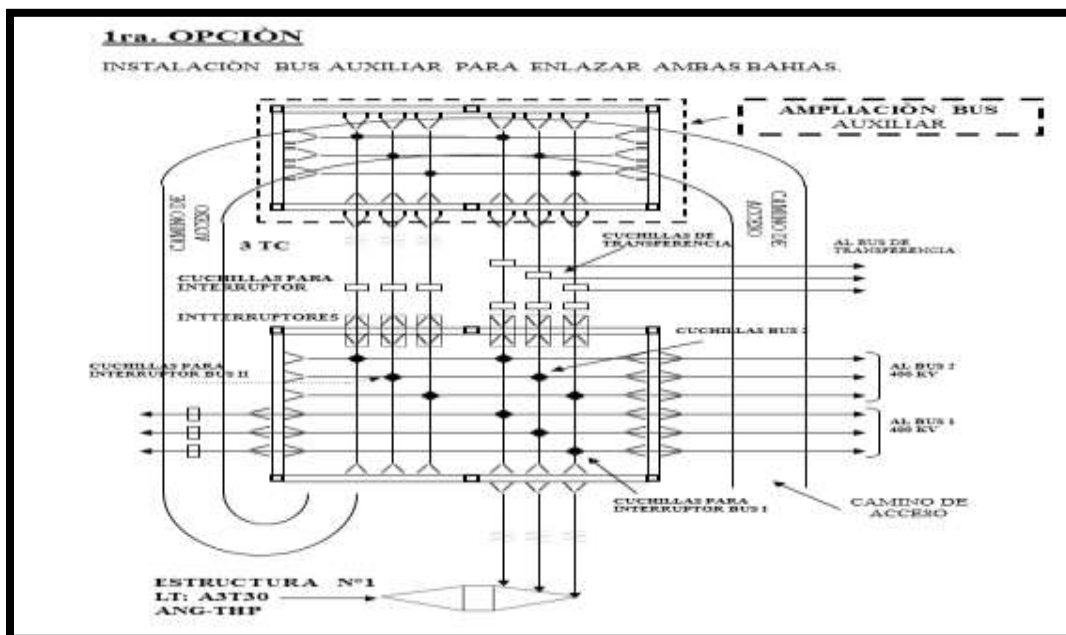 1ra. OPCIÒN
INSTALACIÒN BUS AUXILIAR PARA ENLAZAR AMBAS BAHIAS.
AMPLIACIÒN BUS
AUXILIAR
CAMINO DE
ACCESO
CAMINO DE
ACCESO
3 TC
CUCHILLAS DE
TRANSFERENCIA
AL BUS DE
TRANSFERENCIA
CUCHILLAS PARA
INTERRUPTOR
INTTERRUPTORES
CUCHILLAS BUS 2
CUCHILLAS PARA
INTERRUPTOR BUS II
AL BUS 2
400 KV
AL BUS 1
400 KV
CUCHILLAS PARA
INTERRUPTOR BUS I
CAMINO DE
ACCESO
ESTRUCTURA Nº1
LT: A3T30
ANG-THP